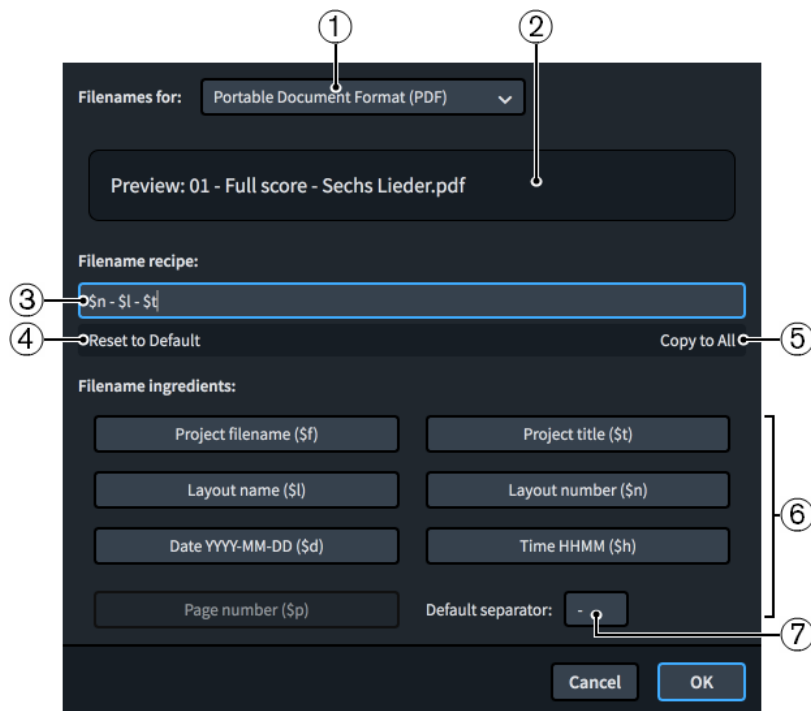 ① ②
Filenames for: Portable Document Format (PDF)
Preview: 01 - Full score - Sechs Lieder.pdf
Filename recipe:
③ $n - $l - $t
④ Reset to Default Copy to All ⑤
Filename ingredients:
Project filename ($f) Project title ($t)
Layout name ($l) Layout number ($n)
⑥
Date YYYY-MM-DD ($d) Time HHMM ($h)
Page number ($p) Default separator: -
⑦
Cancel OK